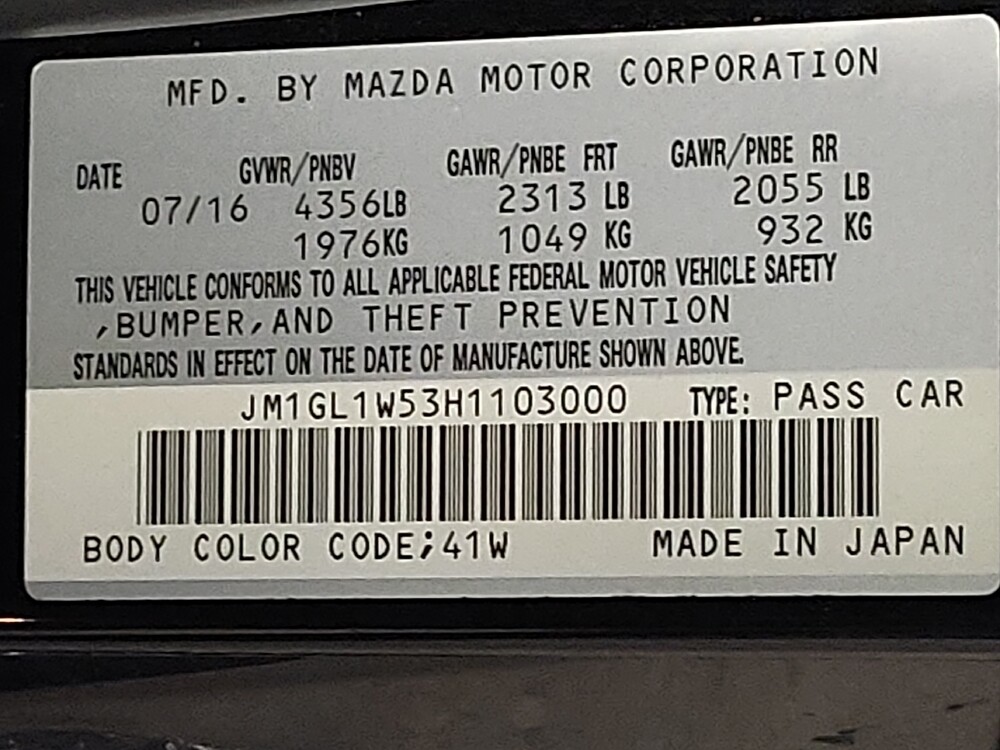 MFD. BY MAZDA MOTOR CORPORATION
DATE GVWR/PNBV GAWR/PNBE FRT GAWR/PNBE RR
07/16 4356LB 2313 LB 2055 LB
1976KG 1049 KG 932 KG
THIS VEHICLE CONFORMS TO ALL APPLICABLE FEDERAL MOTOR VEHICLE SAFETY
,BUMPER,AND THEFT PREVENTION
STANDARDS IN EFFECT ON THE DATE OF MANUFACTURE SHOWN ABOVE.
JM1GL1W53H1103000 TYPE: PASS CAR
BODY COLOR CODE;41W MADE IN JAPAN